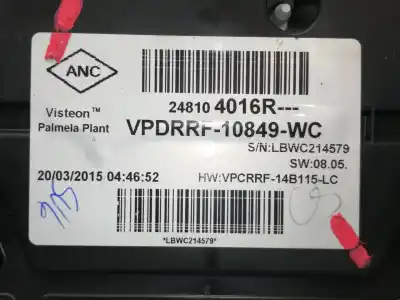 ANC
Visteon™
Palmela Plant
24810 4016R---
VPDRRF-10849-WC
S/N:LBWC214579
SW:08.05.
20/03/2015 04:46:52
HW:VPCRRF-14B115-LC
*LBWC214579*